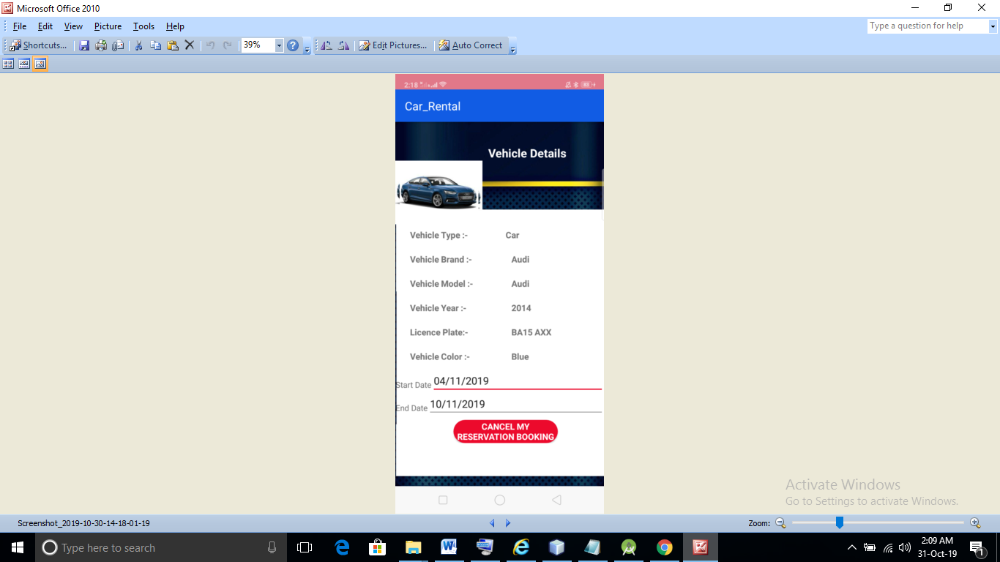 Microsoft Office 2010
File Edit View Picture Tools Help
Type a question for help
Shortcuts... 39% Edit Pictures... Auto Correct
2:18
Car_Rental
Vehicle Details
Vehicle Type :- Car
Vehicle Brand :- Audi
Vehicle Model :- Audi
Vehicle Year :- 2014
Licence Plate:- BA15 AXX
Vehicle Color :- Blue
Start Date 04/11/2019
End Date 10/11/2019
CANCEL MY
RESERVATION BOOKING
Activate Windows
Go to Settings to activate Windows.
Screenshot_2019-10-30-14-18-01-19
Zoom:
Type here to search
2:09 AM
31-Oct-19
1